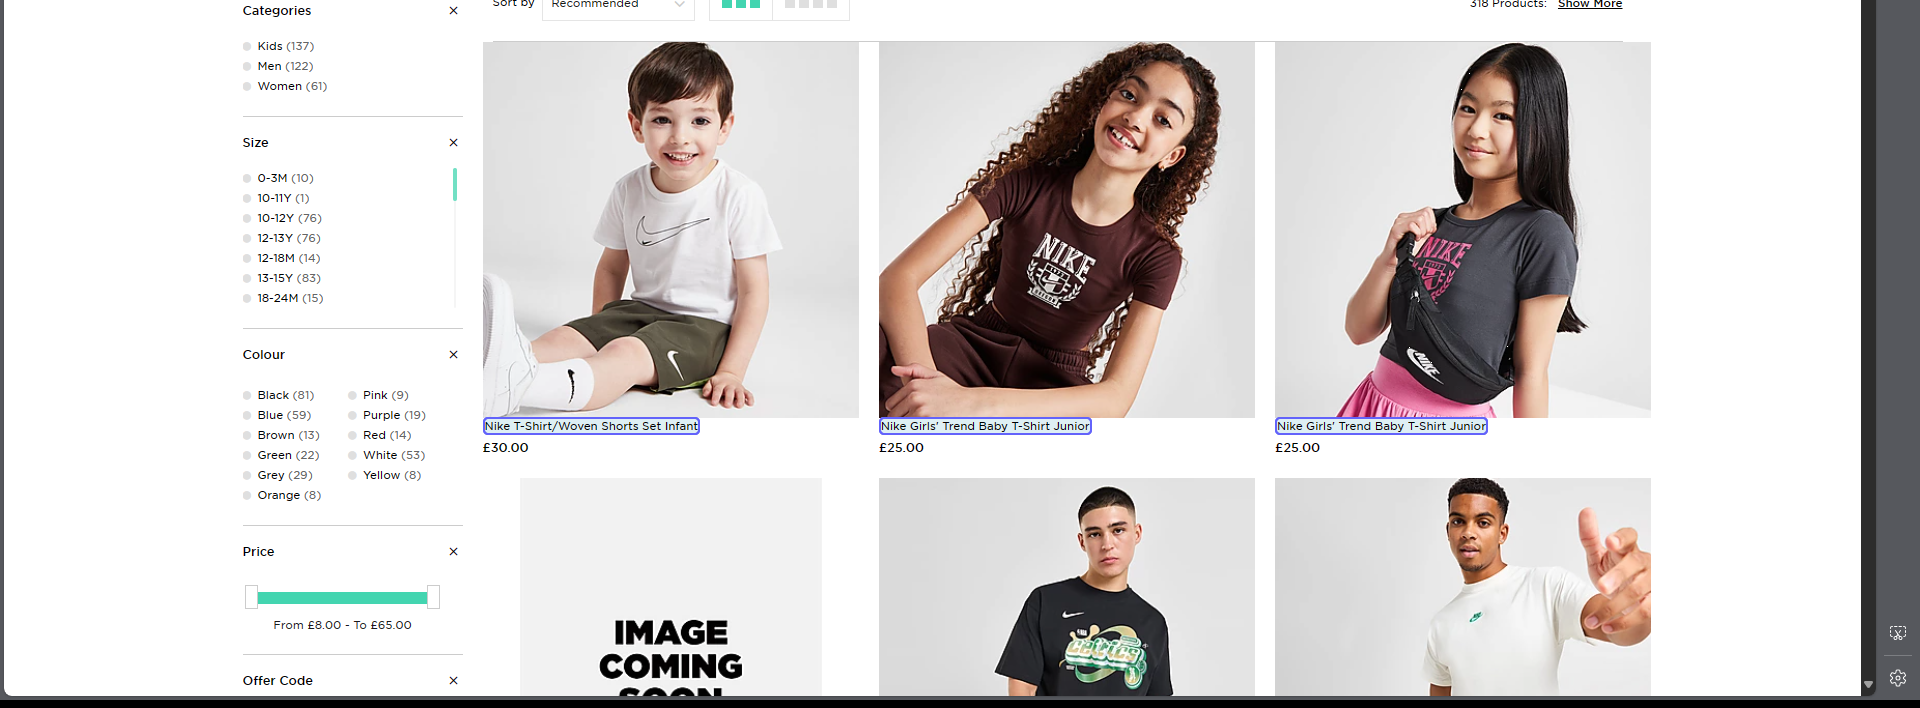 Categories
Kids (137)
Men (122)
Women (61)
Size
0-3M (10)
10-11Y (1)
10-12Y (76)
12-13Y (76)
12-18M (14)
13-15Y (83)
18-24M (15)
Colour
Black (81)
Blue (59)
Brown (13)
Green (22)
Grey (29)
Orange (8)
Pink (9)
Purple (19)
Red (14)
White (53)
Yellow (8)
Price
From £8.00 - To £65.00
Offer Code
Sort by
Recommended
318 Products:
Show More
NIKE
NIKE
NIKE
Nike T-Shirt/Woven Shorts Set Infant
£30.00
Nike Girls' Trend Baby T-Shirt Junior
£25.00
Nike Girls' Trend Baby T-Shirt Junior
£25.00
IMAGE
COMING
SOON
celtics